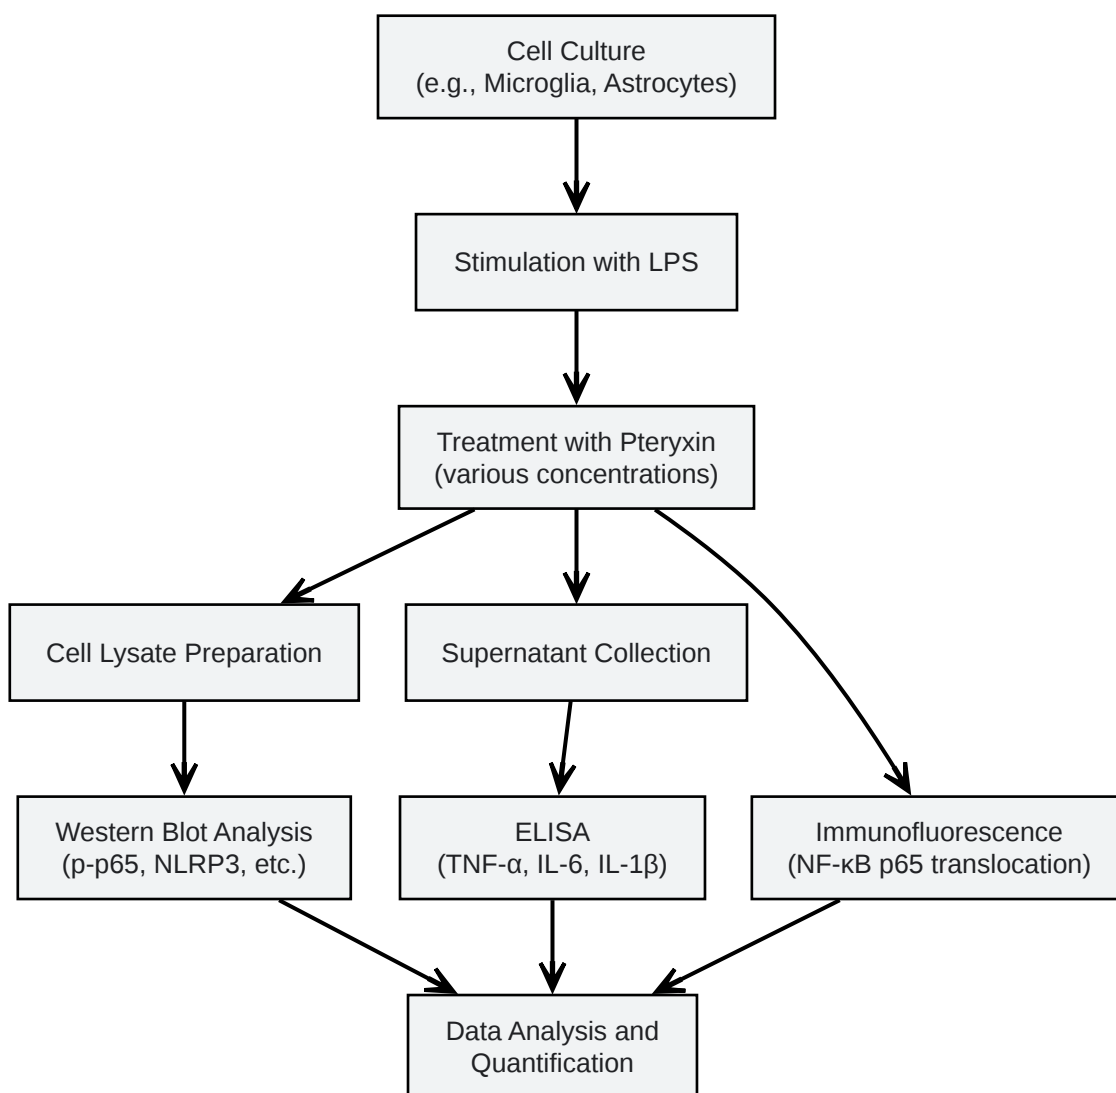 Cell Culture
(e.g., Microglia, Astrocytes)
Stimulation with LPS
Treatment with Pteryxin
(various concentrations)
Cell Lysate Preparation
Supernatant Collection
Western Blot Analysis
(p-p65, NLRP3, etc.)
ELISA
(TNF-α, IL-6, IL-1β)
Immunofluorescence
(NF-κB p65 translocation)
Data Analysis and
Quantification